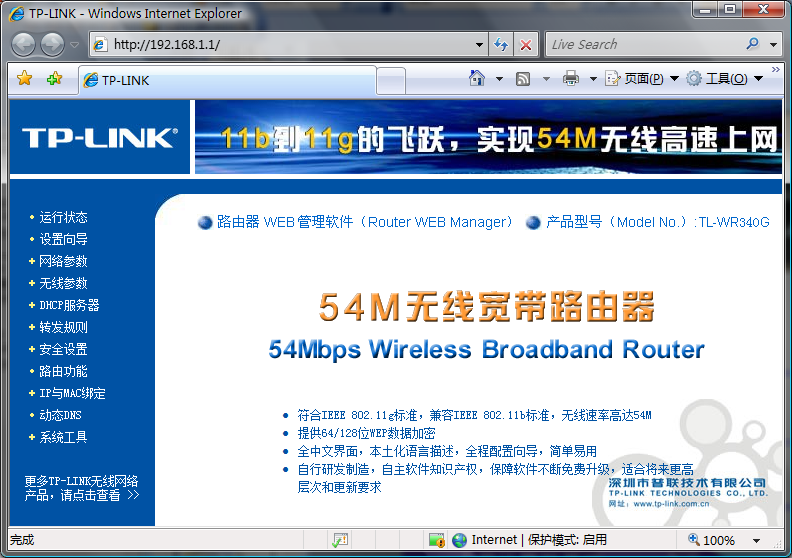 TP-LINK - Windows Internet Explorer
http://192.168.1.1/
Live Search
TP-LINK
页面(P)
工具(O)
TP-LINK®
11b到11g的飞跃，实现54M无线高速上网
路由器 WEB管理软件（Router WEB Manager）
产品型号（Model No.）:TL-WR340G
• 运行状态
• 设置向导
+ 网络参数
+ 无线参数
+ DHCP服务器
+ 转发规则
+ 安全设置
• 路由功能
+ IP与MAC绑定
• 动态DNS
+ 系统工具
更多TP-LINK无线网络
产品，请点击查看 >>
54M无线宽带路由器
54Mbps Wireless Broadband Router
• 符合IEEE 802.11g标准，兼容IEEE 802.11b标准，无线速率高达54M
• 提供64/128位WEP数据加密
• 全中文界面，本土化语言描述，全程配置向导，简单易用
• 自行研发制造，自主软件知识产权，保障软件不断免费升级，适合将来更高
层次和更新要求
深圳市普联技术有限公司
TP-LINK TECHNOLOGIES CO., LTD.
网址：www.tp-link.com.cn
完成
Internet | 保护模式: 启用
100%